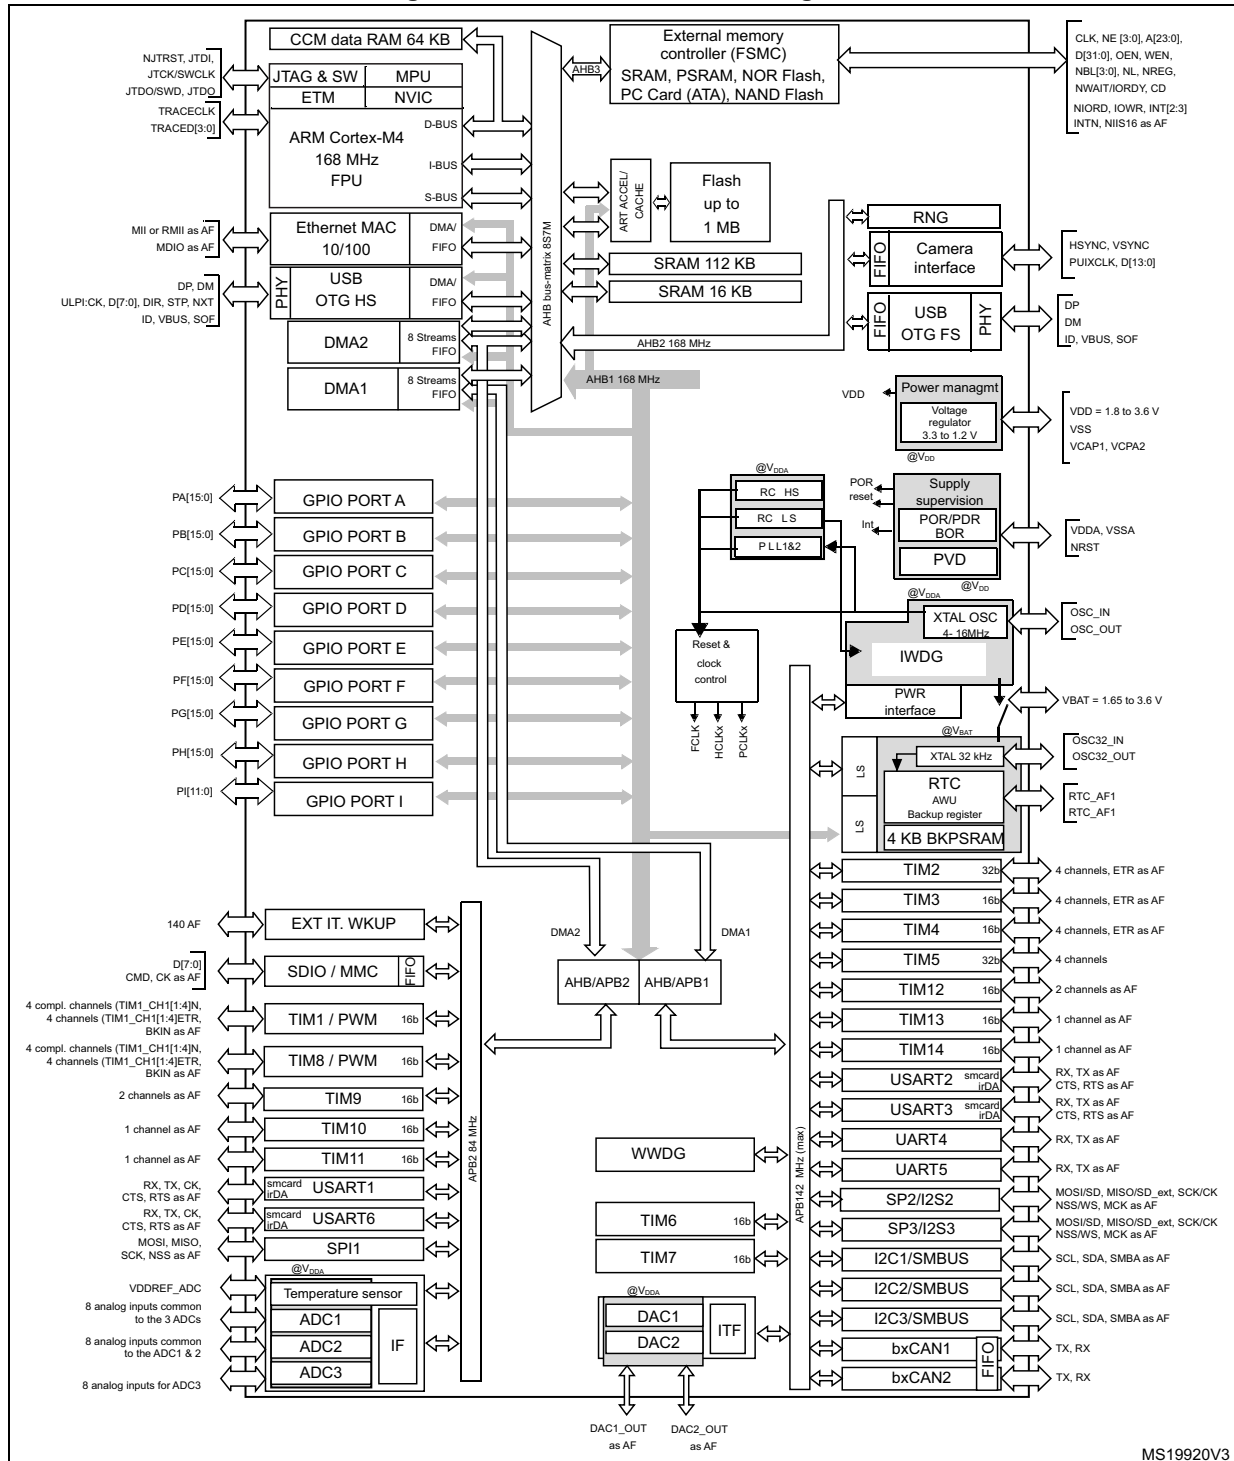 CCM data RAM 64 KB
External memory
controller (FSMC)
SRAM, PSRAM, NOR Flash,
PC Card (ATA), NAND Flash
AHB3
CLK, NE [3:0], A[23:0],
D[31:0], OEN, WEN,
NBL[3:0], NL, NREG,
NWAIT/IORDY, CD
NIORD, IOWR, INT[2:3]
INTN, NIIS16 as AF
NJTRST, JTDI,
JTCK/SWCLK
JTDO/SWD, JTDO
JTAG & SW
MPU
ETM
NVIC
TRACECLK
TRACED[3:0]
ARM Cortex-M4
168 MHz
FPU
D-BUS
I-BUS
S-BUS
AHB bus-matrix 8S7M
ART ACCEL/
CACHE
Flash
up to
1 MB
SRAM 112 KB
SRAM 16 KB
AHB2 168 MHz
AHB1 168 MHz
RNG
FIFO
Camera
interface
HSYNC, VSYNC
PUIXCLK, D[13:0]
FIFO
USB
OTG FS
PHY
DP
DM
ID, VBUS, SOF
MII or RMII as AF
MDIO as AF
Ethernet MAC
10/100
DMA/
FIFO
DP, DM
ULPI:CK, D[7:0], DIR, STP, NXT
ID, VBUS, SOF
PHY
USB
OTG HS
DMA/
FIFO
DMA2
8 Streams
FIFO
DMA1
8 Streams
FIFO
VDD
Power managmt
Voltage
regulator
3.3 to 1.2 V
@VDD
VDD = 1.8 to 3.6 V
VSS
VCAP1, VCPA2
@VDDA
RC HS
RC LS
PLL1&2
POR
reset
Int
Supply
supervision
POR/PDR
BOR
PVD
@VDD
VDDA, VSSA
NRST
@VDDA
XTAL OSC
4- 16MHz
IWDG
PWR
interface
OSC_IN
OSC_OUT
VBAT = 1.65 to 3.6 V
Reset &
clock
control
FCLK
HCLKx
PCLKx
@VBAT
LS
LS
XTAL 32 kHz
RTC
AWU
Backup register
4 KB BKPSRAM
OSC32_IN
OSC32_OUT
RTC_AF1
RTC_AF1
PA[15:0]
GPIO PORT A
PB[15:0]
GPIO PORT B
PC[15:0]
GPIO PORT C
PD[15:0]
GPIO PORT D
PE[15:0]
GPIO PORT E
PF[15:0]
GPIO PORT F
PG[15:0]
GPIO PORT G
PH[15:0]
GPIO PORT H
PI[11:0]
GPIO PORT I
DMA2
DMA1
AHB/APB2
AHB/APB1
140 AF
EXT IT. WKUP
D[7:0]
CMD, CK as AF
SDIO / MMC
FIFO
4 compl. channels (TIM1_CH1[1:4]N,
4 channels (TIM1_CH1[1:4]ETR,
BKIN as AF
TIM1 / PWM 16b
4 compl. channels (TIM1_CH1[1:4]N,
4 channels (TIM1_CH1[1:4]ETR,
BKIN as AF
TIM8 / PWM 16b
2 channels as AF
TIM9 16b
1 channel as AF
TIM10 16b
1 channel as AF
TIM11 16b
RX, TX, CK,
CTS, RTS as AF
smcard
irDA
USART1
RX, TX, CK,
CTS, RTS as AF
smcard
irDA
USART6
MOSI, MISO,
SCK, NSS as AF
SPI1
APB2 84 MHz
@VDDA
VDDREF_ADC
Temperature sensor
8 analog inputs common
to the 3 ADCs
ADC1
8 analog inputs common
to the ADC1 & 2
ADC2
8 analog inputs for ADC3
ADC3
IF
APB142 MHz (max)
WWDG
TIM6 16b
TIM7 16b
@VDDA
DAC1
DAC2
ITF
DAC1_OUT
as AF
DAC2_OUT
as AF
TIM2 32b
4 channels, ETR as AF
TIM3 16b
4 channels, ETR as AF
TIM4 16b
4 channels, ETR as AF
TIM5 32b
4 channels
TIM12 16b
2 channels as AF
TIM13 16b
1 channel as AF
TIM14 16b
1 channel as AF
USART2
smcard
irDA
RX, TX as AF
CTS, RTS as AF
USART3
smcard
irDA
RX, TX as AF
CTS, RTS as AF
UART4
RX, TX as AF
UART5
RX, TX as AF
SP2/I2S2
MOSI/SD, MISO/SD_ext, SCK/CK
NSS/WS, MCK as AF
SP3/I2S3
MOSI/SD, MISO/SD_ext, SCK/CK
NSS/WS, MCK as AF
I2C1/SMBUS
SCL, SDA, SMBA as AF
I2C2/SMBUS
SCL, SDA, SMBA as AF
I2C3/SMBUS
SCL, SDA, SMBA as AF
bxCAN1
TX, RX
bxCAN2
FIFO
TX, RX
MS19920V3